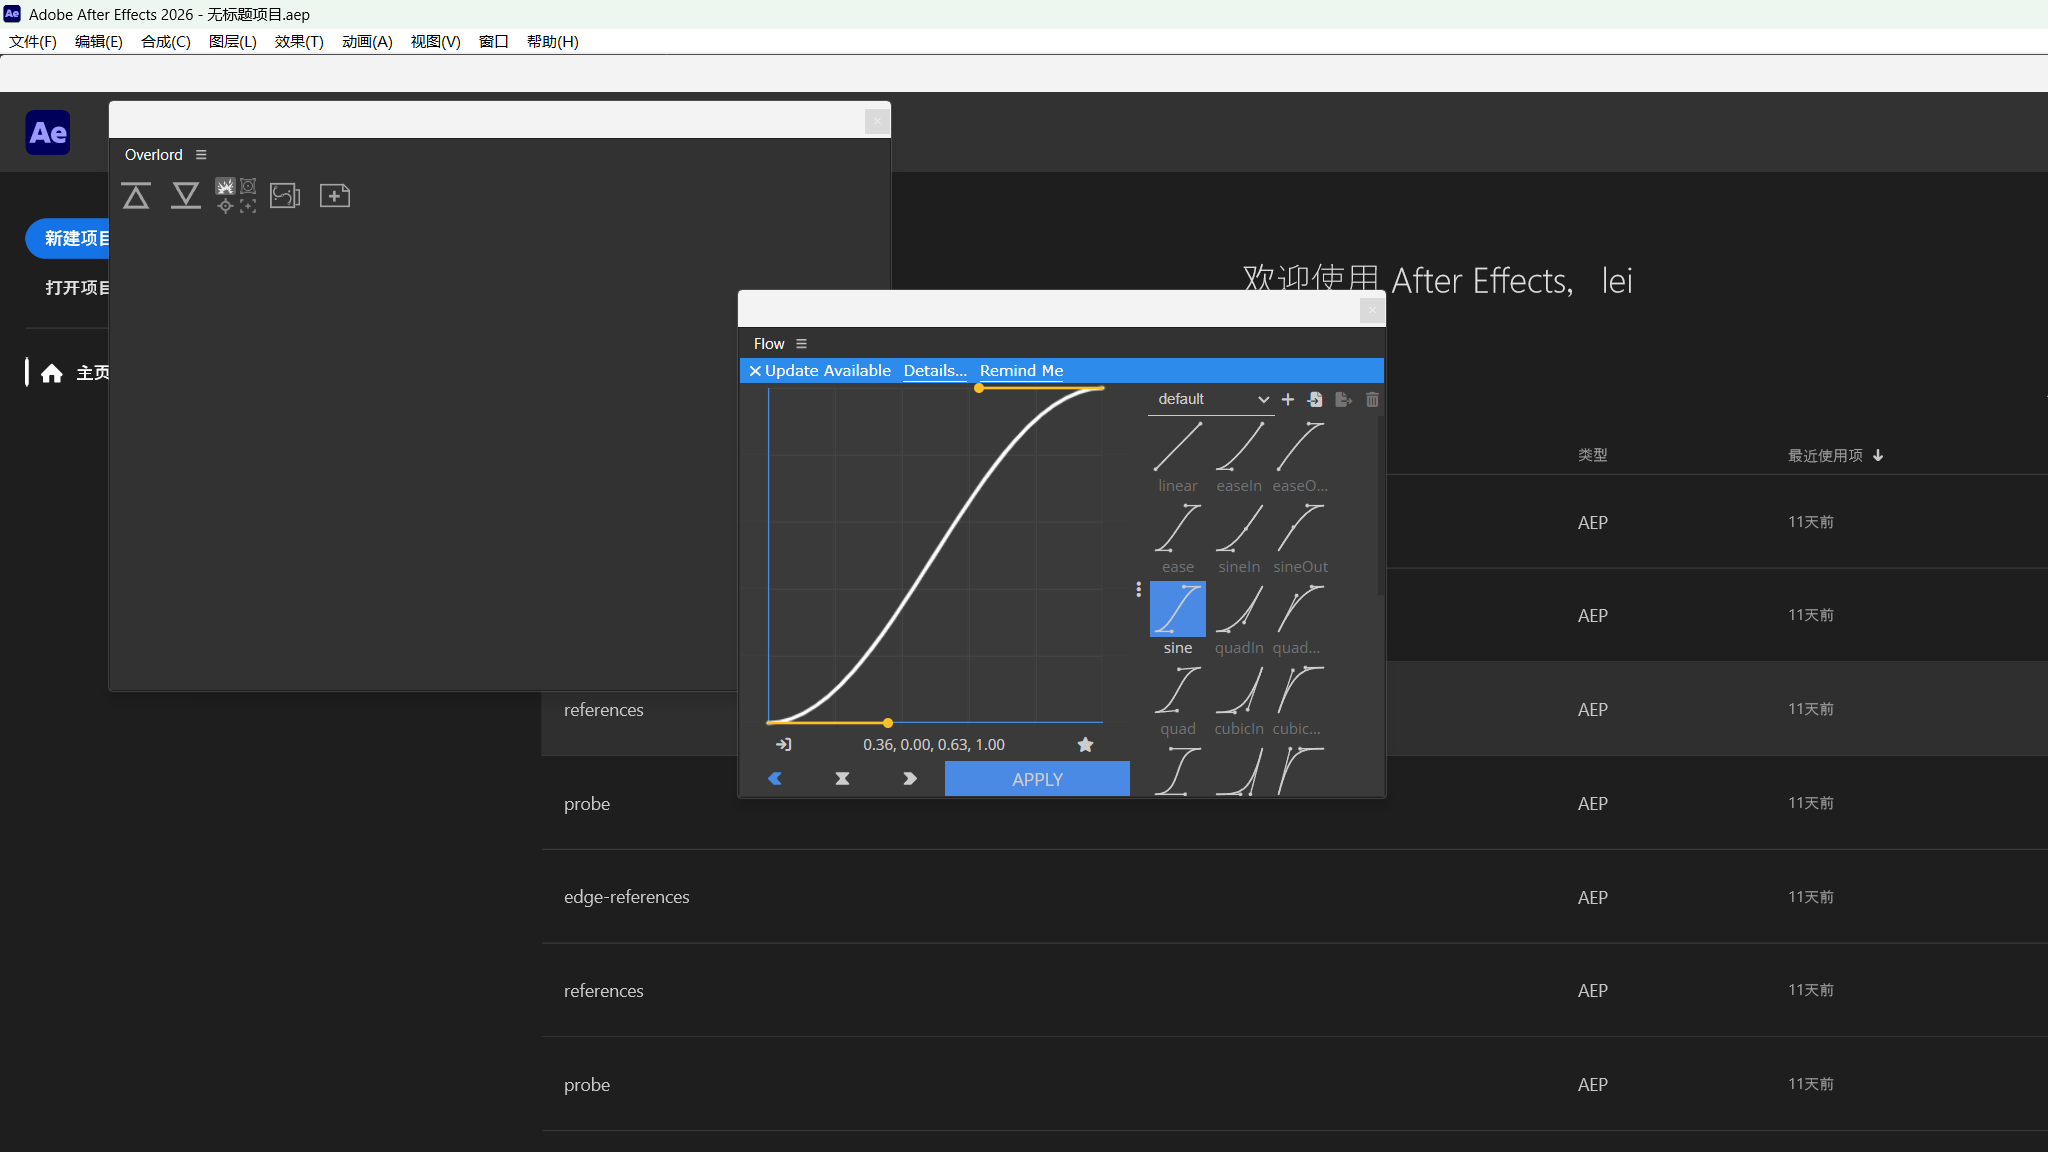 Ae Adobe After Effects 2026 - 无标题项目.aep
文件(F) 编辑(E) 合成(C) 图层(L) 效果(T) 动画(A) 视图(V) 窗口 帮助(H)
Ae
Overlord
新建项目
打开项目
主页
欢迎使用 After Effects, lei
Flow
Update Available Details... Remind Me
default
linear easeIn easeO...
ease sineIn sineOut
sine quadIn quad...
quad cubicIn cubic...
0.36, 0.00, 0.63, 1.00
APPLY
类型 最近使用项
AEP 11天前
AEP 11天前
references AEP 11天前
probe AEP 11天前
edge-references AEP 11天前
references AEP 11天前
probe AEP 11天前